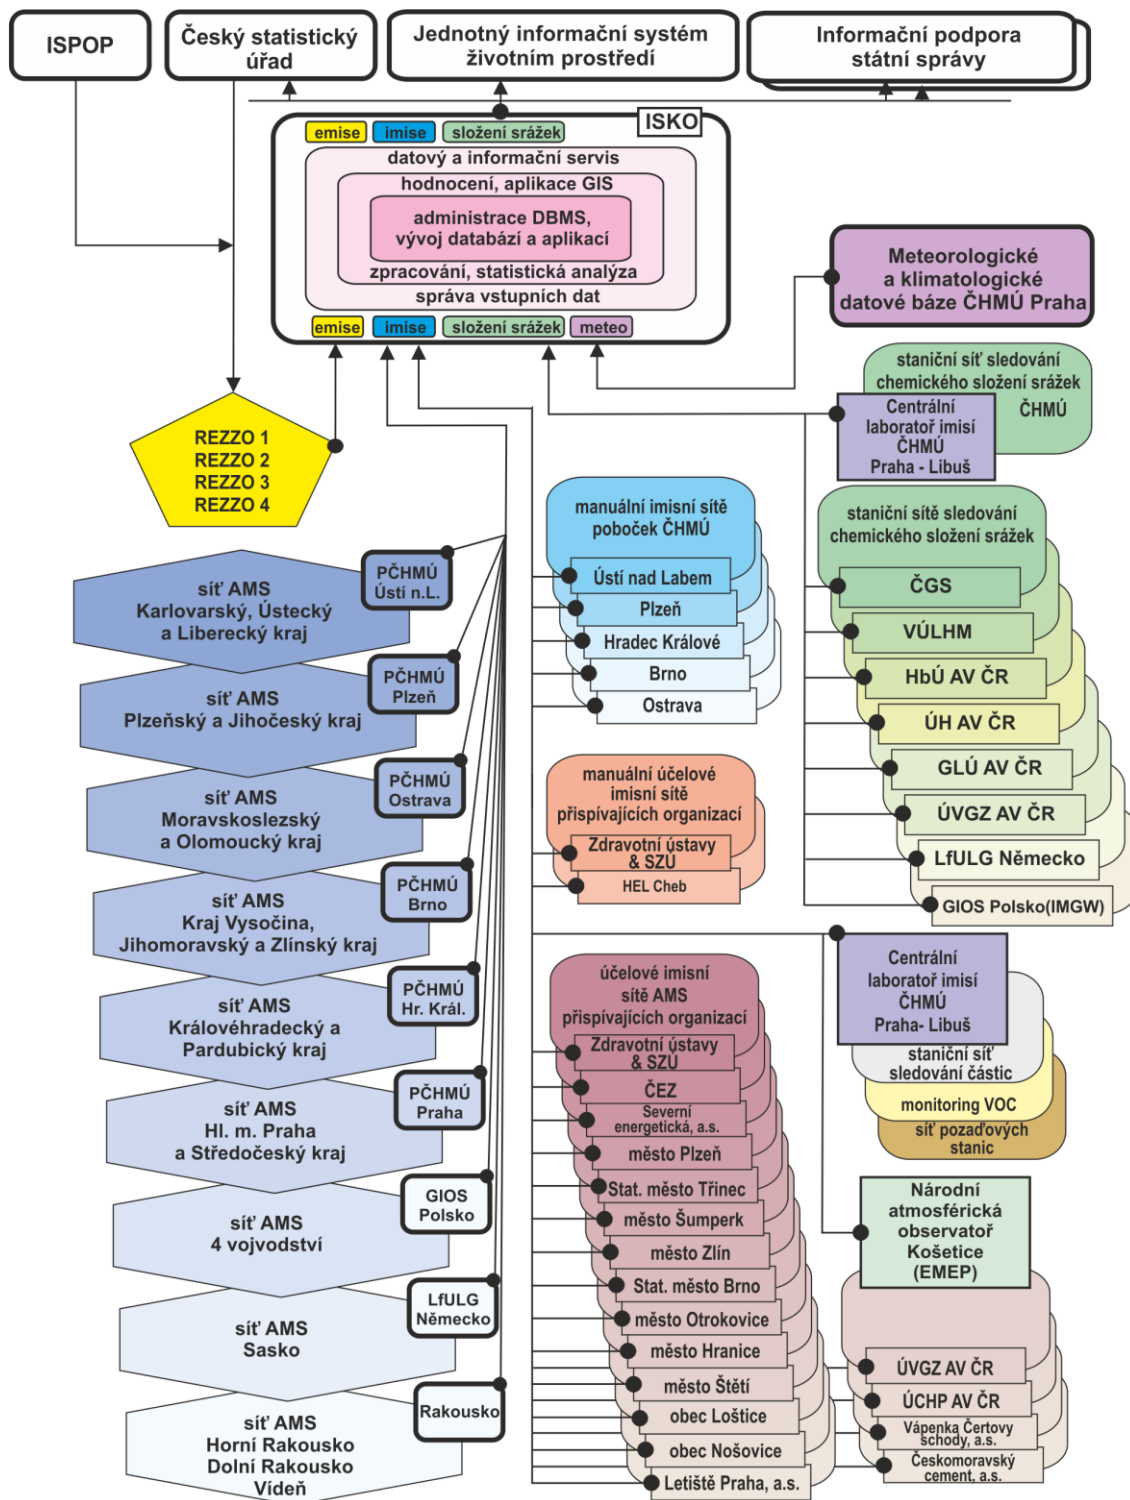 ISPOP
Český statistický
úřad
Jednotný informační systém
životním prostředí
Informační podpora
státní správy
ISKO
emise
imise
složení srážek
datový a informační servis
hodnocení, aplikace GIS
administrace DBMS,
vývoj databází a aplikací
zpracování, statistická analýza
správa vstupních dat
emise
imise
složení srážek
meteo
Meteorologické
a klimatologické
datové báze ČHMÚ Praha
staniční síť sledování
chemického složení srážek
ČHMÚ
Centrální
laboratoř imisí
ČHMÚ
Praha - Libuš
REZZO 1
REZZO 2
REZZO 3
REZZO 4
síť AMS
Karlovarský, Ústecký
a Liberecký kraj
PČHMÚ
Ústí n.L.
síť AMS
Plzeňský a Jihočeský kraj
PČHMÚ
Plzeň
síť AMS
Moravskoslezský
a Olomoucký kraj
PČHMÚ
Ostrava
síť AMS
Kraj Vysočina,
Jihomoravský a Zlínský kraj
PČHMÚ
Brno
síť AMS
Královéhradecký a
Pardubický kraj
PČHMÚ
Hr. Král.
síť AMS
Hl. m. Praha
a Středočeský kraj
PČHMÚ
Praha
síť AMS
4 vojvodství
GIOS
Polsko
síť AMS
Sasko
LfULG
Německo
síť AMS
Horní Rakousko
Dolní Rakousko
Vídeň
Rakousko
manuální imisní sítě
poboček ČHMÚ
Ústí nad Labem
Plzeň
Hradec Králové
Brno
Ostrava
manuální účelové
imisní sítě
přispívajících organizací
Zdravotní ústavy
& SZÚ
HEL Cheb
účelové imisní
sítě AMS
přispívajících organizací
Zdravotní ústavy
& SZÚ
ČEZ
Severní
energetická, a.s.
město Plzeň
Stat. město Třinec
město Šumperk
město Zlín
Stat. město Brno
město Otrokovice
město Hranice
město Štětí
obec Loštice
obec Nošovice
Letiště Praha, a.s.
staniční sítě sledování
chemického složení srážek
ČGS
VÚLHM
HbÚ AV ČR
ÚH AV ČR
GLÚ AV ČR
ÚVGZ AV ČR
LfULG Německo
GIOS Polsko(IMGW)
Centrální
laboratoř imisí
ČHMÚ
Praha- Libuš
staniční síť
sledování částic
monitoring VOC
síť pozaďových
stanic
Národní
atmosférická
observatoř
Košetice
(EMEP)
ÚVGZ AV ČR
ÚCHP AV ČR
Vápenka Čertovy
schody, a.s.
Českomoravský
cement, a.s.